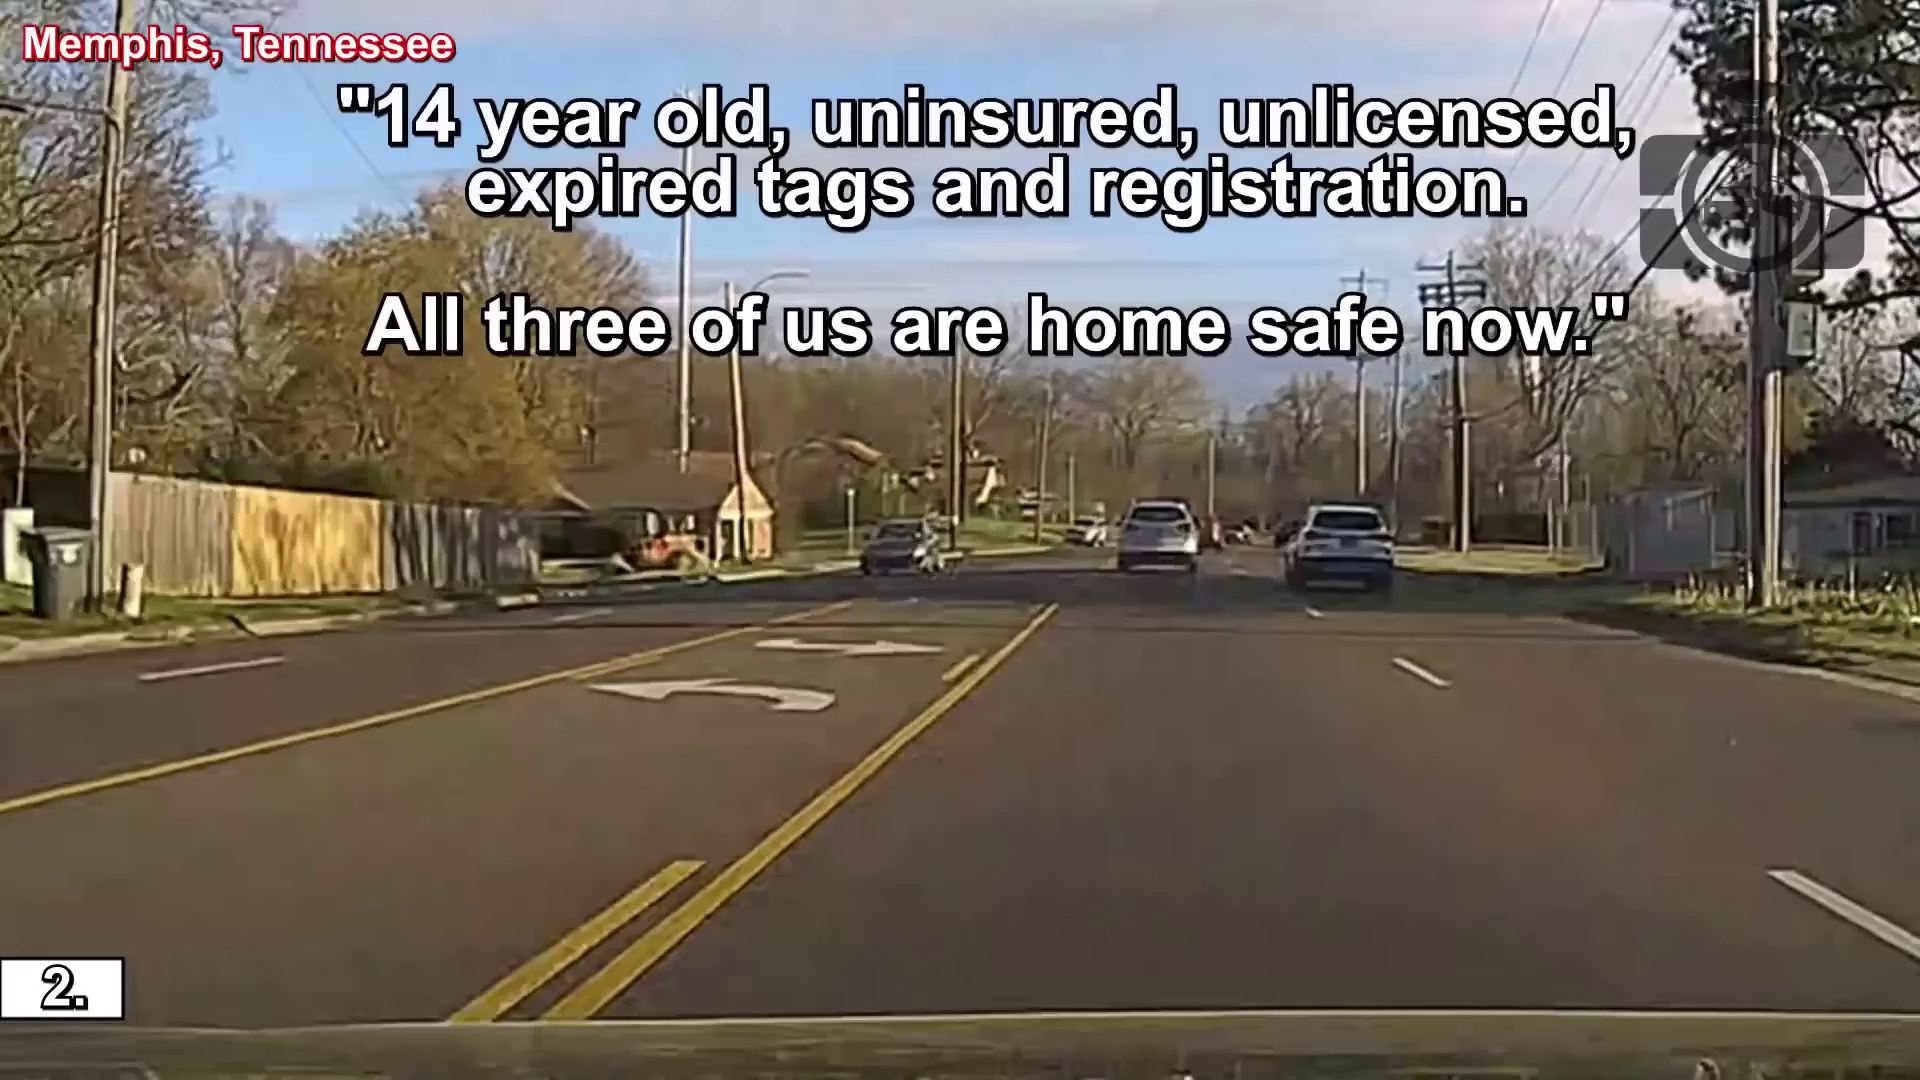 Memphis, Tennessee
"14 year old, uninsured, unlicensed,
expired tags and registration.
All three of us are home safe now."
2.